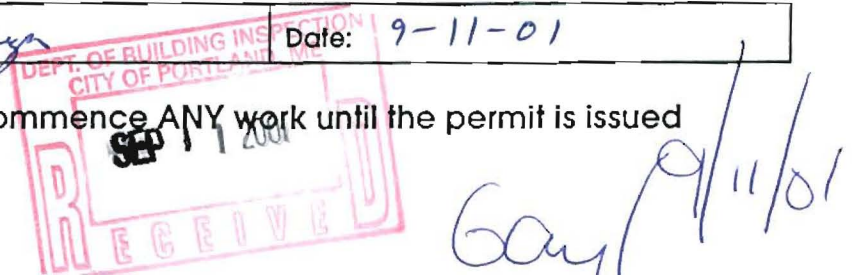 Date: 9-11-01
DEPT. OF BUILDING INSPECTION
CITY OF PORTLAND, ME
ommence ANY work until the permit is issued
SEP 11 2001
RECEIVED
9/11/01